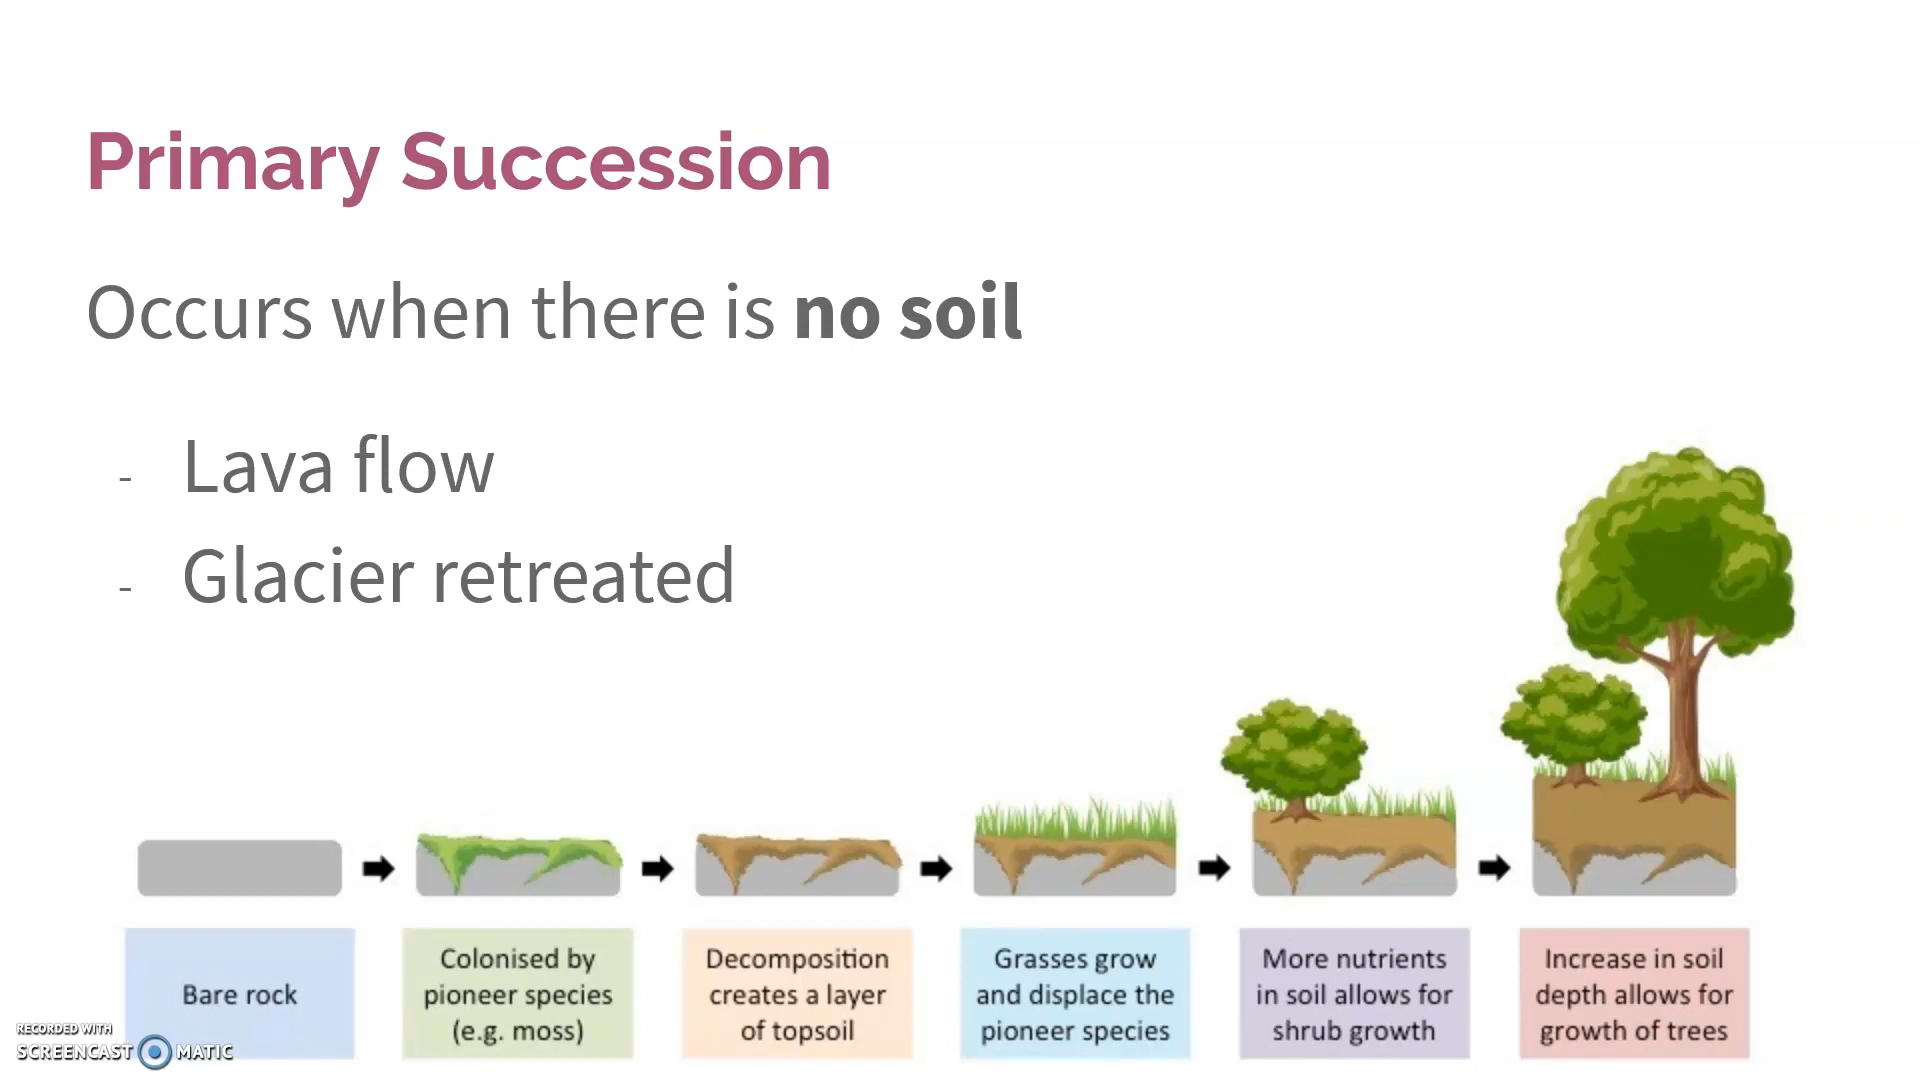 Primary Succession
Occurs when there is no soil
- Lava flow
- Glacier retreated
Bare rock
Colonised by
pioneer species
(e.g. moss)
Decomposition
creates a layer
of topsoil
Grasses grow
and displace the
pioneer species
More nutrients
in soil allows for
shrub growth
Increase in soil
depth allows for
growth of trees
RECORDED WITH
SCREENCAST MATIC